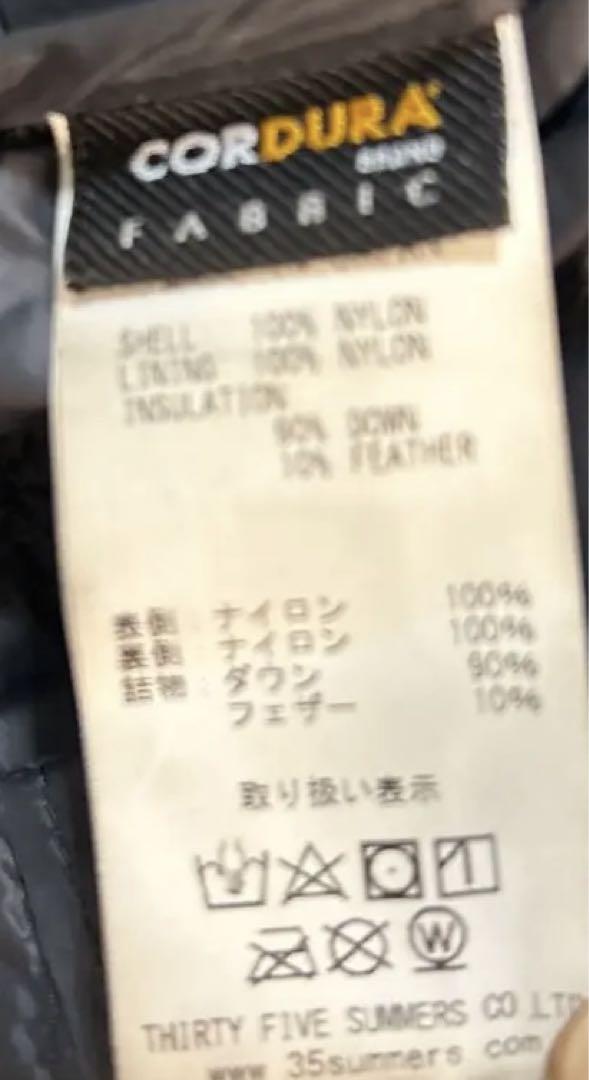 CORDURA®
BRAND
FABRIC
SHELL 100% NYLON
LINING 100% NYLON
INSULATION
90% DOWN
10% FEATHER
表側 : ナイロン 100%
裏側 : ナイロン 100%
詰物 : ダウン 90%
フェザー 10%
取り扱い表示
W
THIRTY FIVE SUMMERS CO LTD
www 35summers com